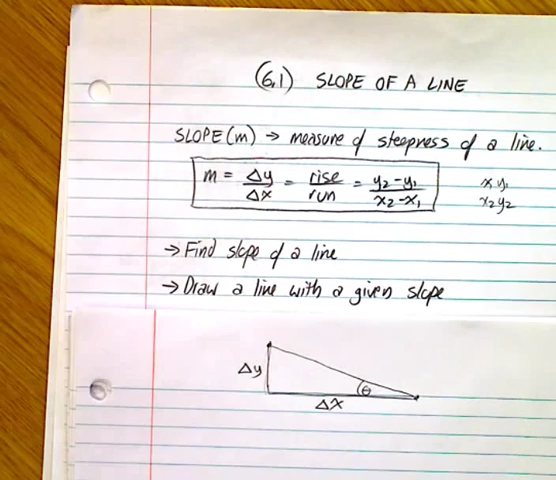 (6.1) SLOPE OF A LINE
SLOPE (m) → measure of steepness of a line.
m = Δy/Δx = rise/run = y₂-y₁/x₂-x₁
x y₁
x₂ y₂
→ Find slope of a line
→ Draw a line with a given slope
Δy
θ
Δx